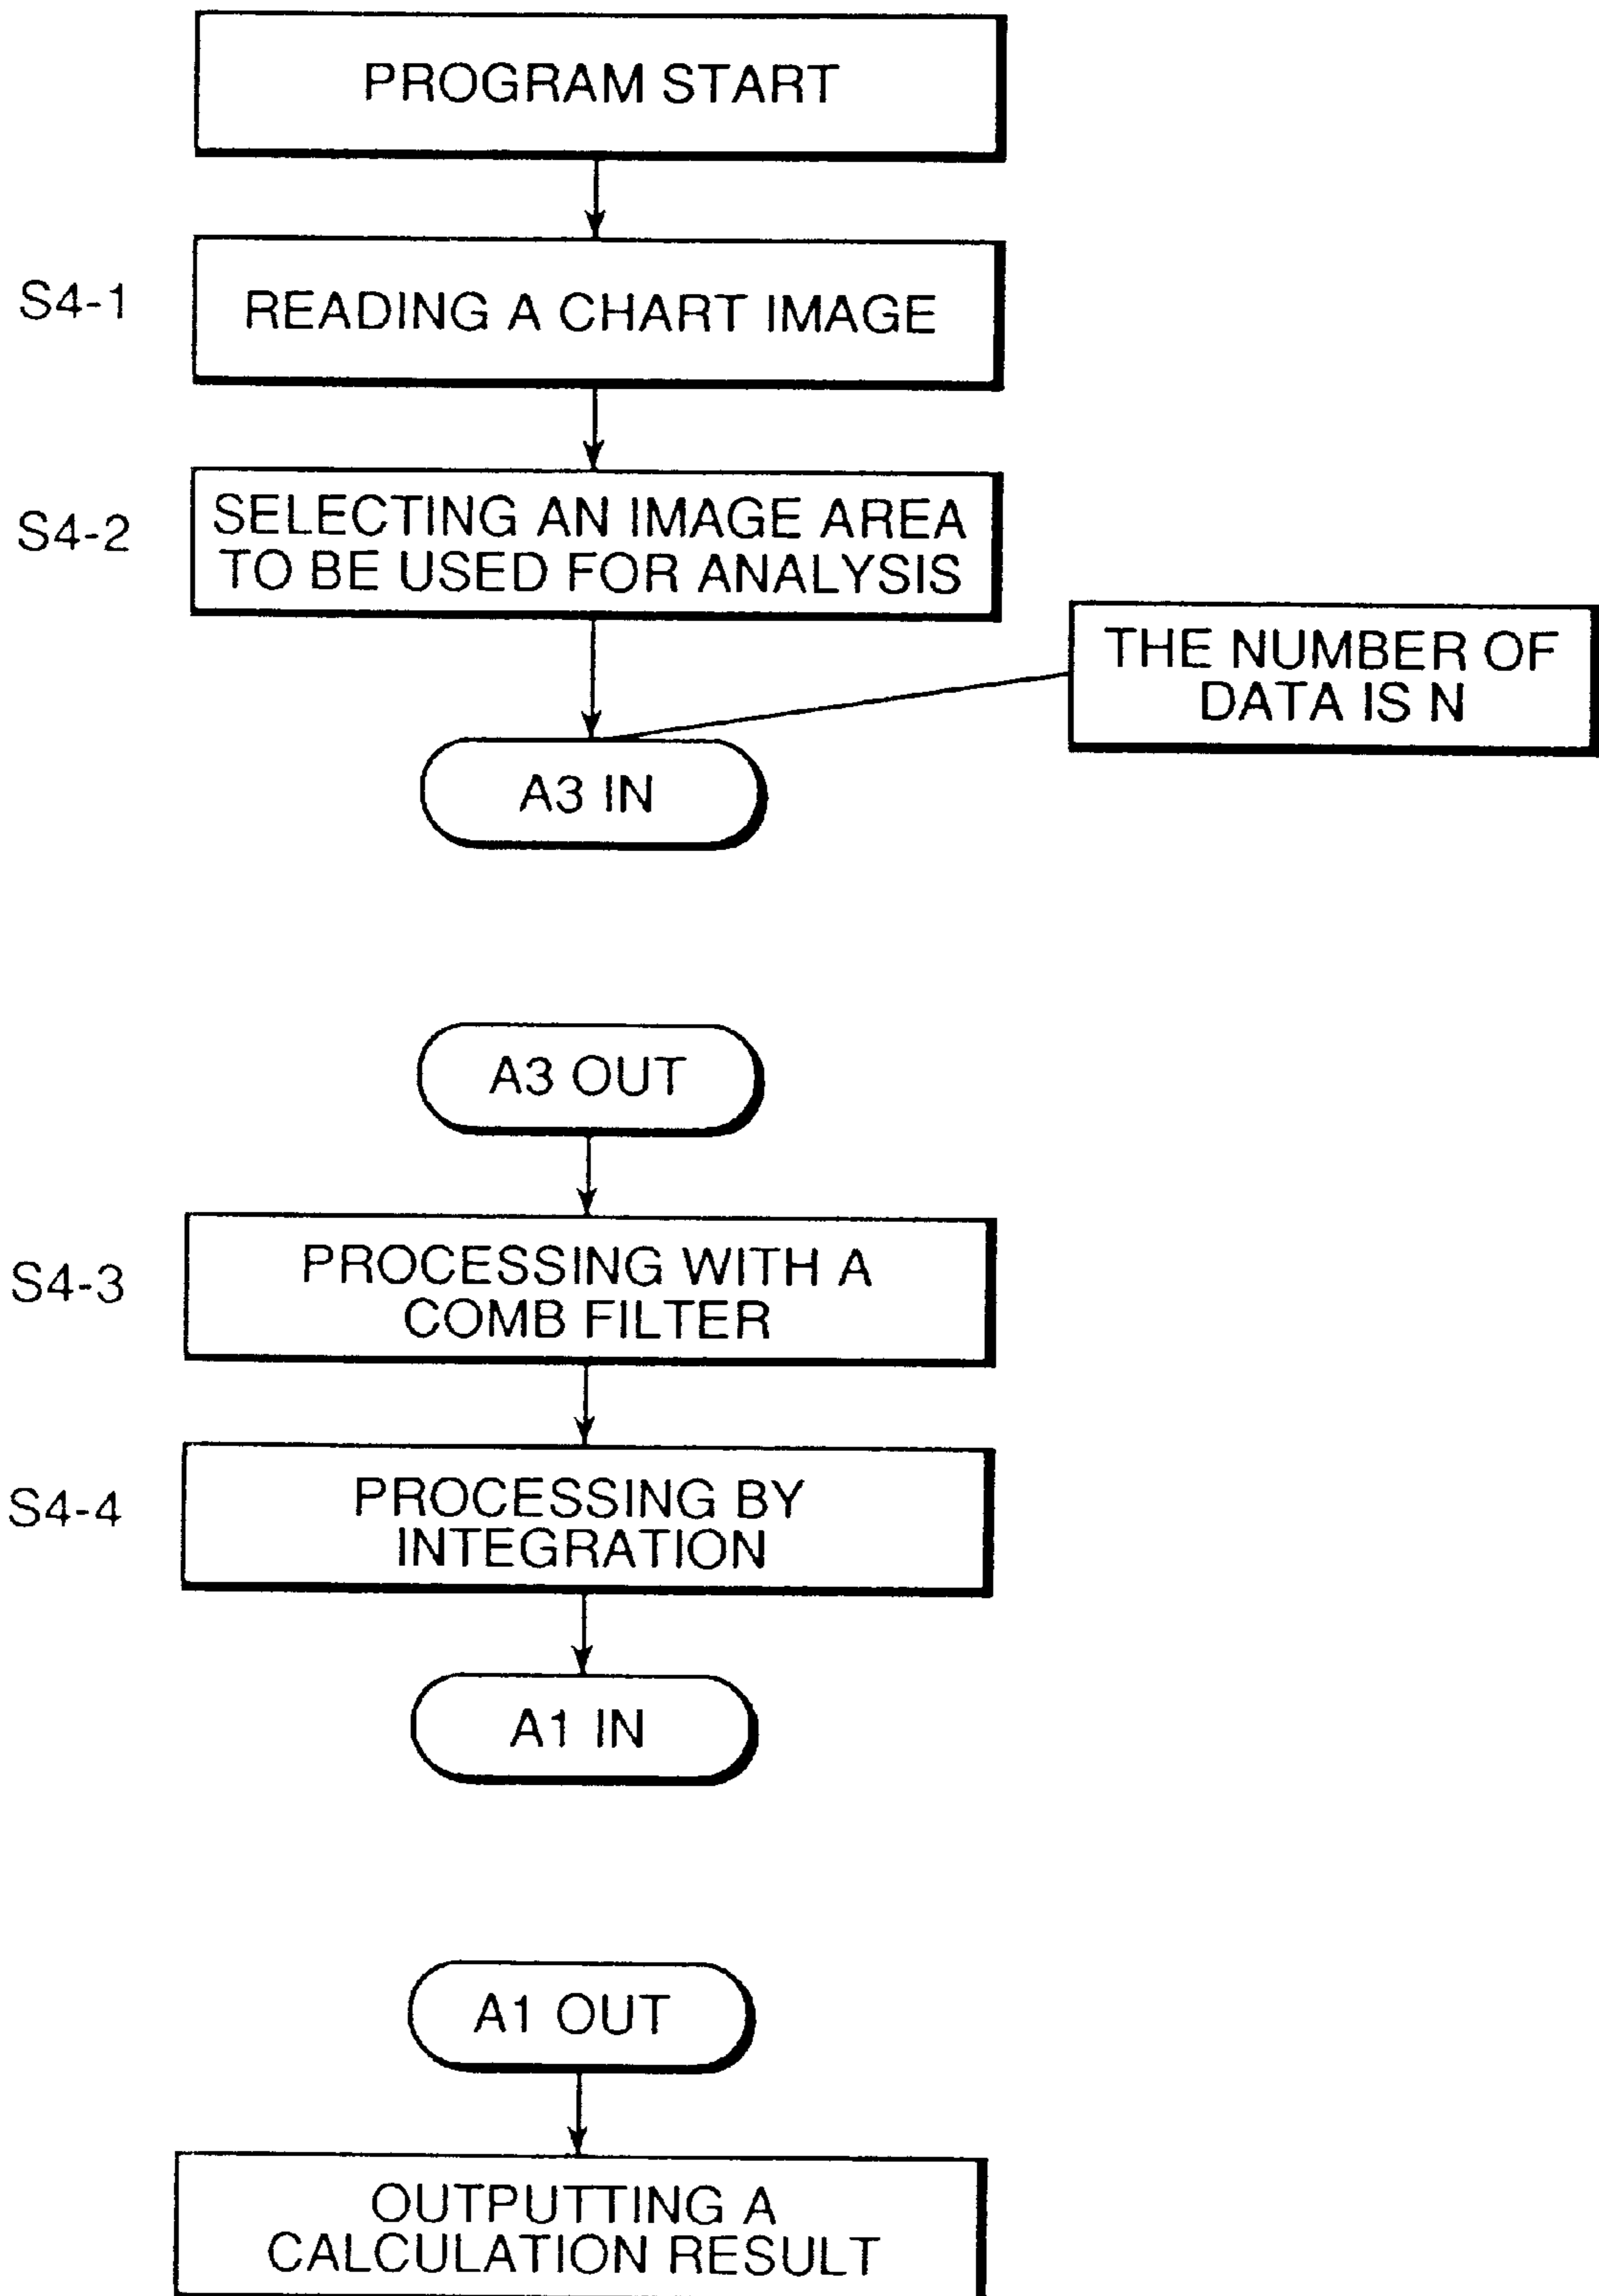 PROGRAM START
S4-1
READING A CHART IMAGE
S4-2
SELECTING AN IMAGE AREA
TO BE USED FOR ANALYSIS
THE NUMBER OF
DATA IS N
A3 IN
A3 OUT
S4-3
PROCESSING WITH A
COMB FILTER
S4-4
PROCESSING BY
INTEGRATION
A1 IN
A1 OUT
OUTPUTTING A
CALCULATION RESULT